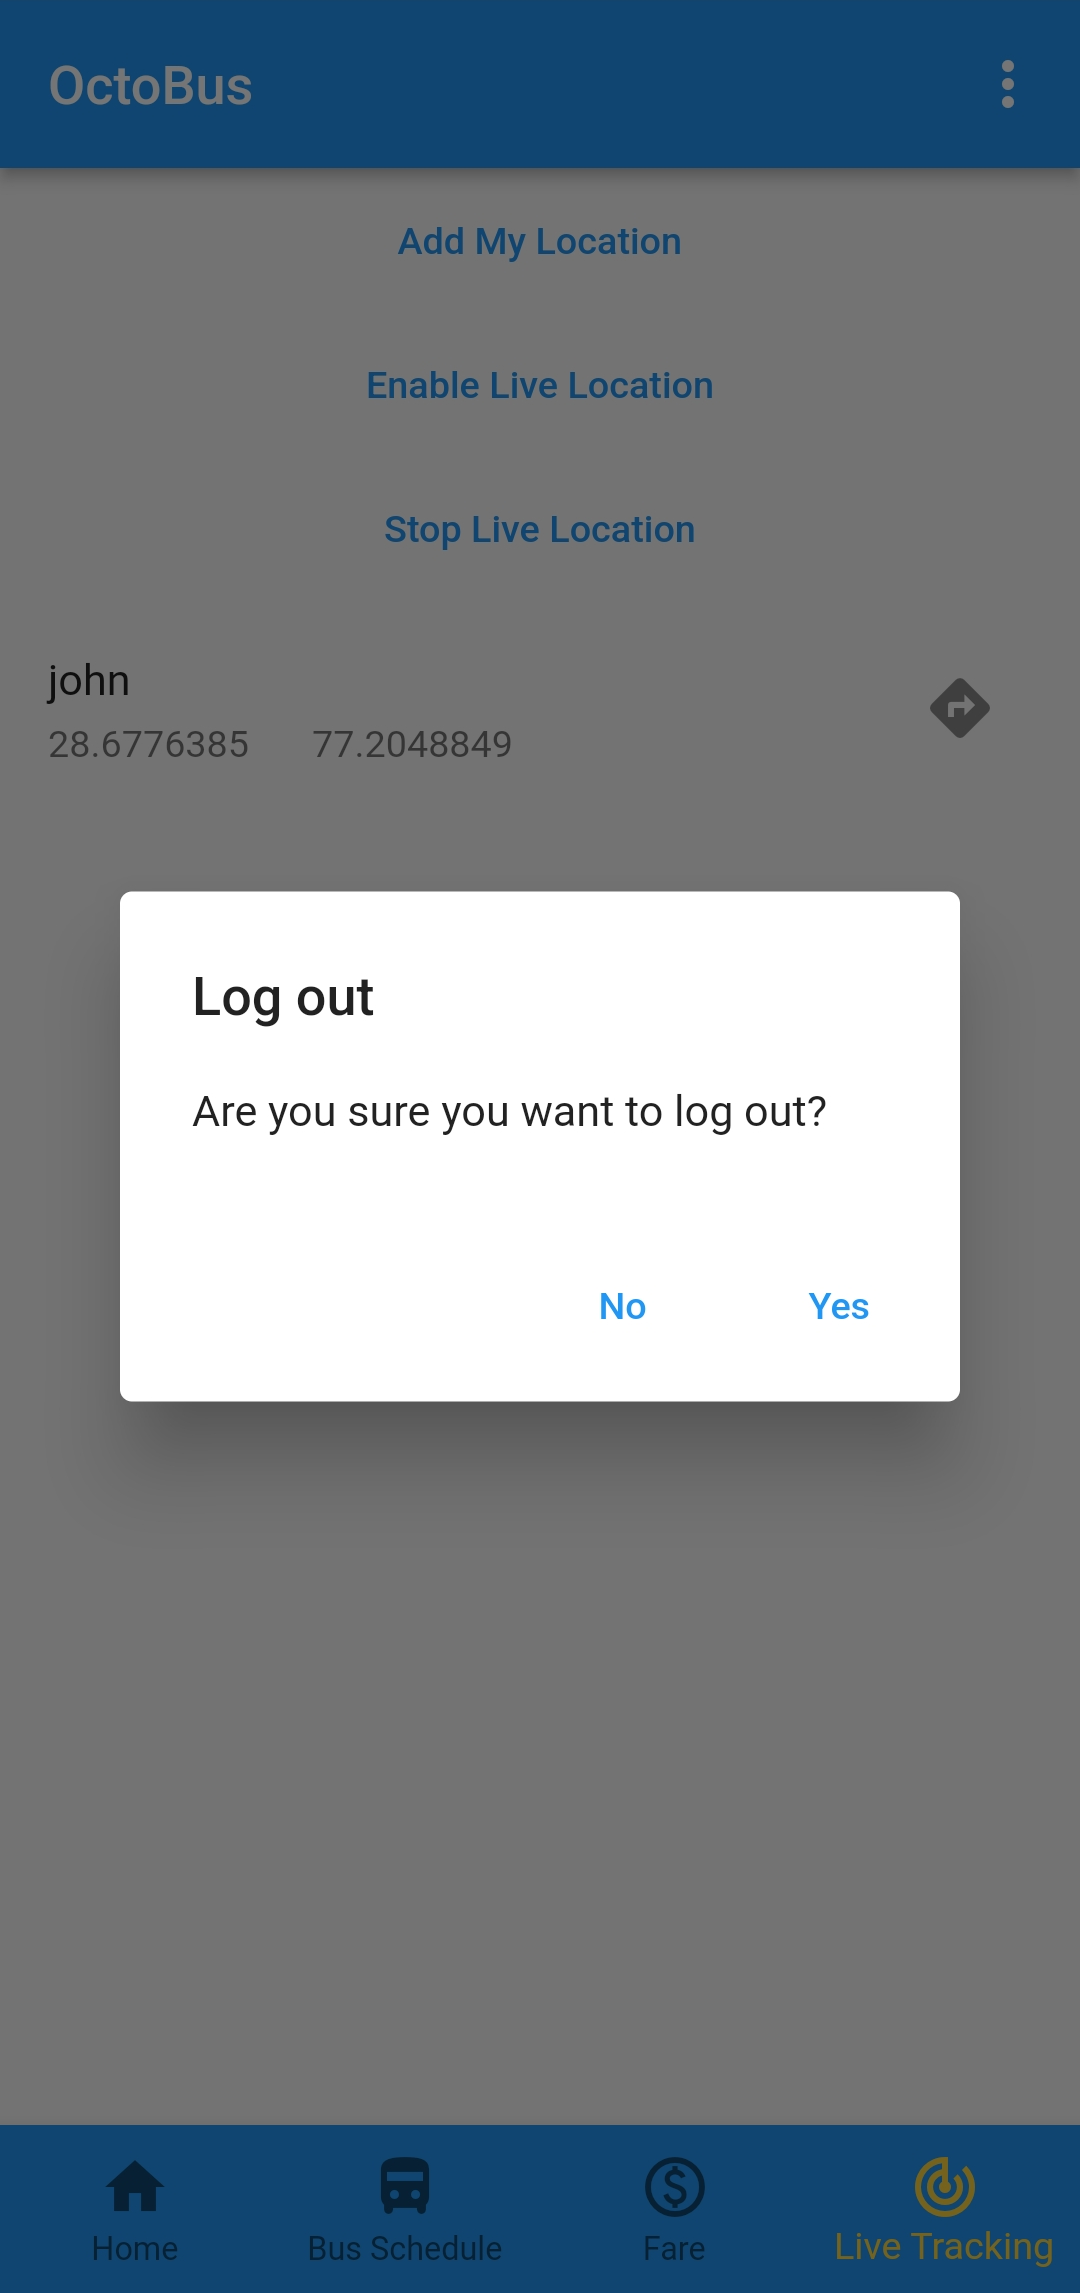 OctoBus
Add My Location
Enable Live Location
Stop Live Location
john
28.6776385 77.2048849
Log out
Are you sure you want to log out?
No Yes
Home Bus Schedule Fare Live Tracking